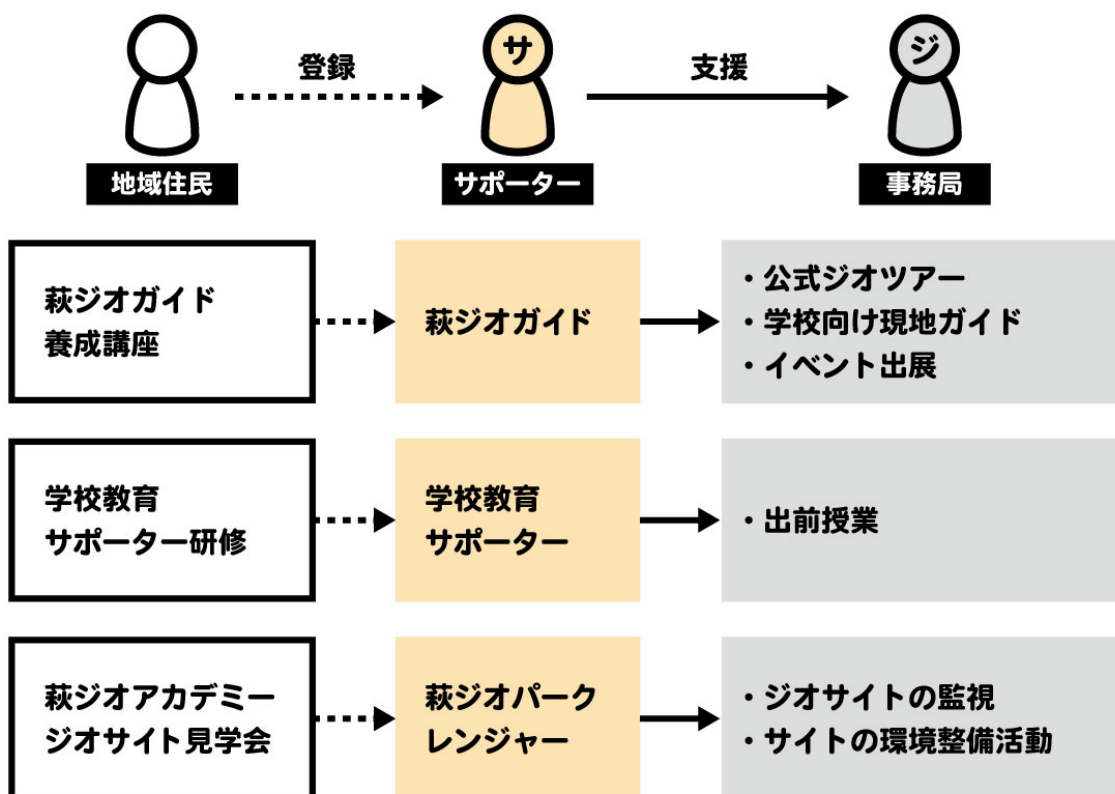 登録
支援
サ
ジ
地域住民
サポーター
事務局
萩ジオガイド
養成講座
萩ジオガイド
・公式ジオツアー
・学校向け現地ガイド
・イベント出展
学校教育
サポーター研修
学校教育
サポーター
・出前授業
萩ジオアカデミー
ジオサイト見学会
萩ジオパーク
レンジャー
・ジオサイトの監視
・サイトの環境整備活動